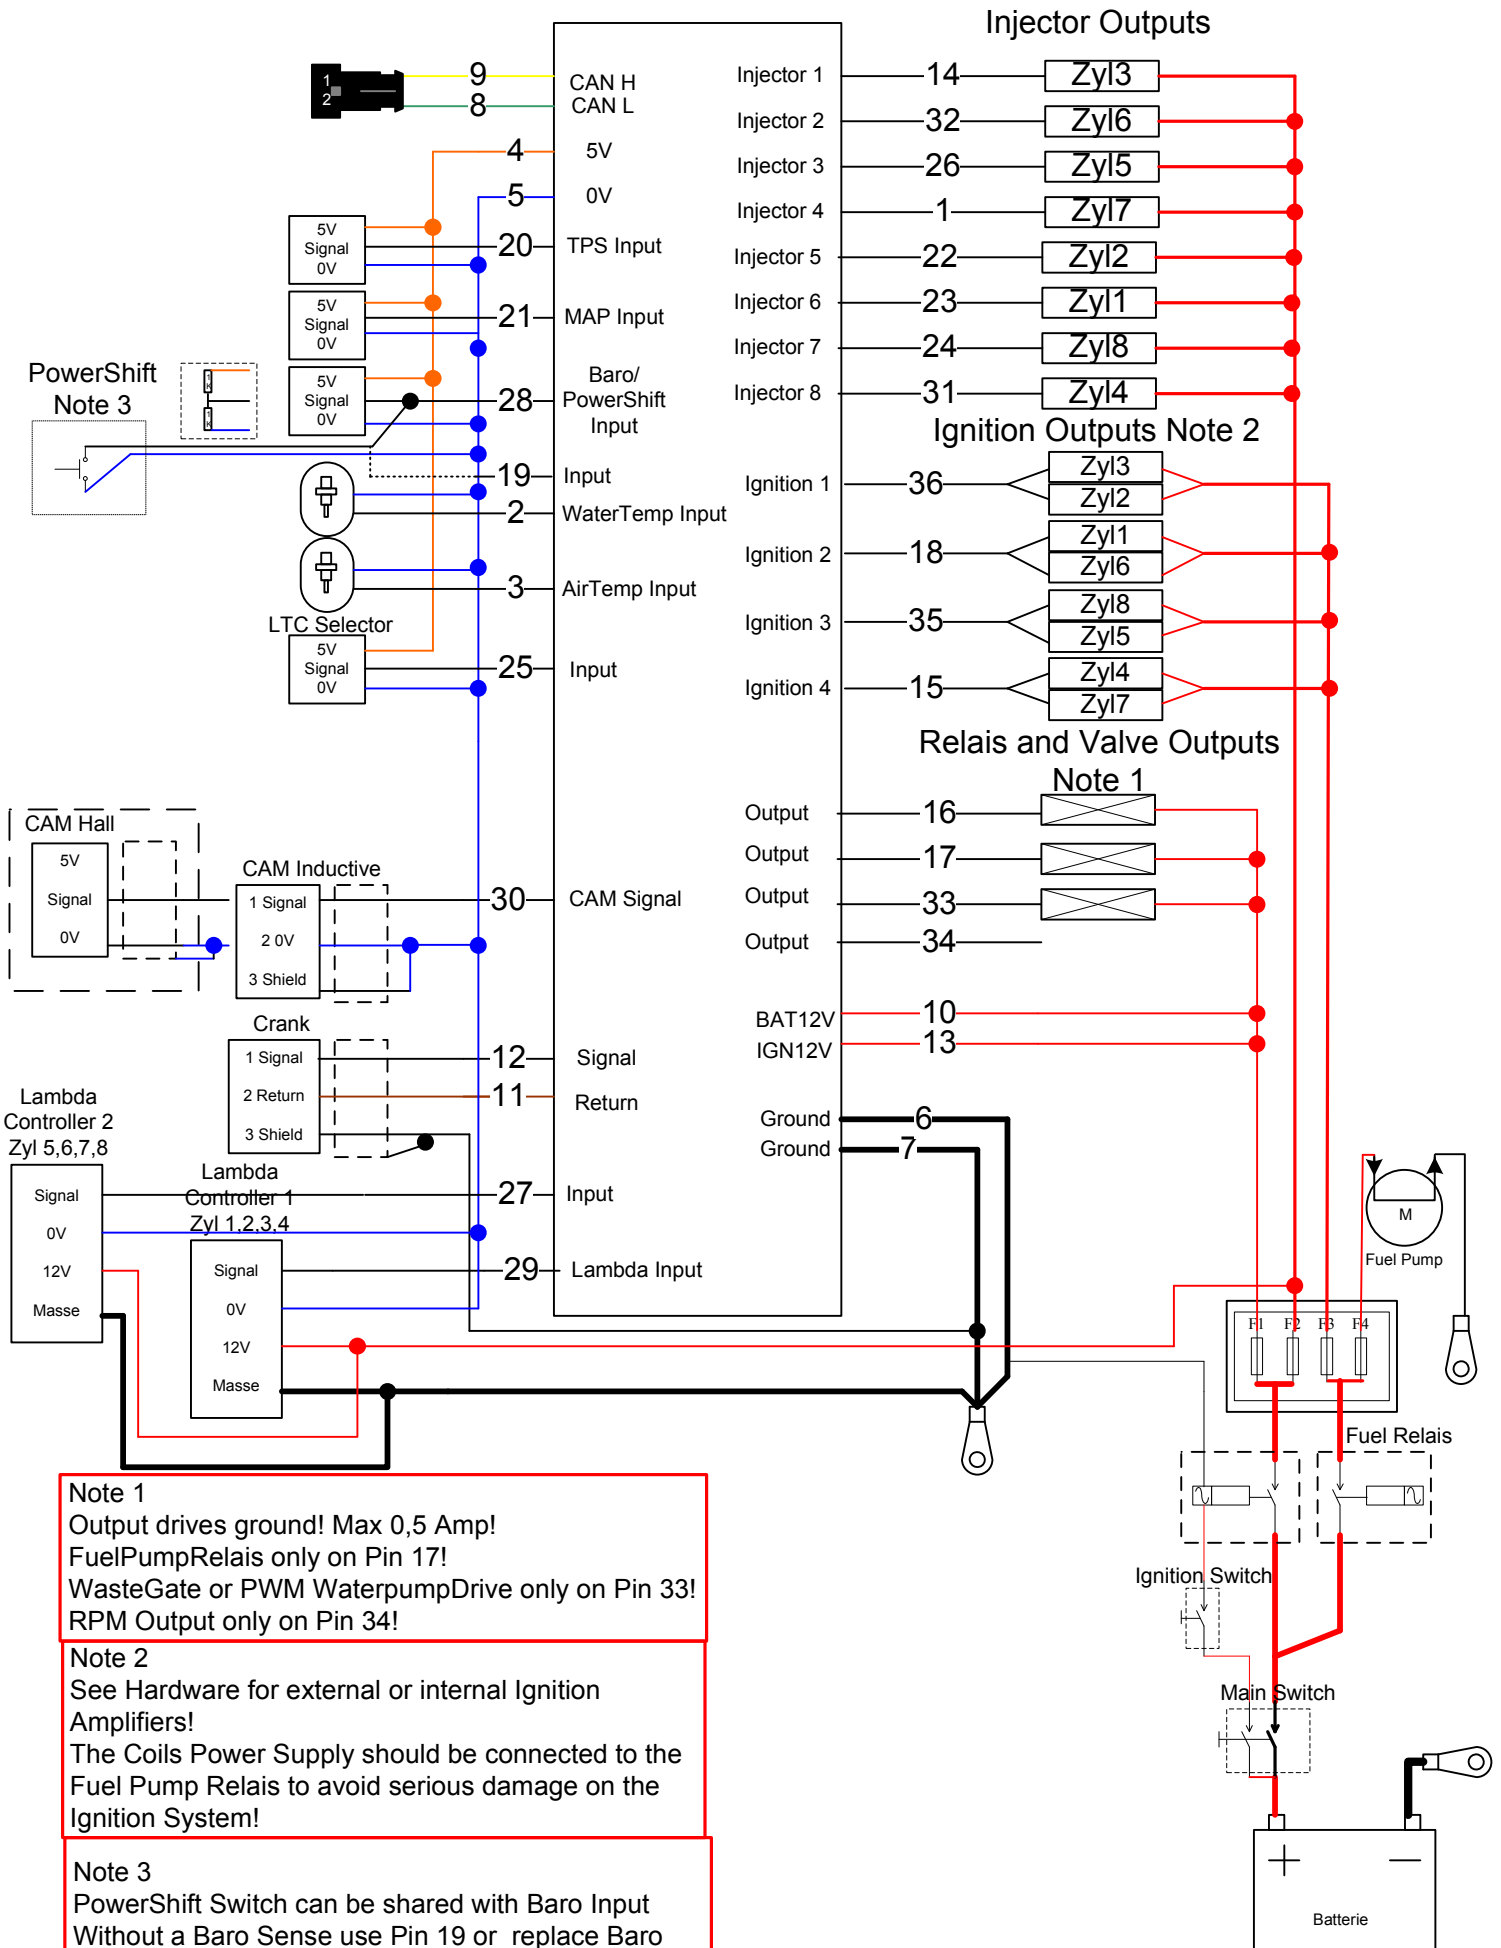 Injector Outputs
1
2
9
8
CAN H
CAN L
4
5V
5
0V
5V
Signal
0V
20
TPS Input
5V
Signal
0V
21
MAP Input
PowerShift
Note 3
1
K
1
K
5V
Signal
0V
28
Baro/
PowerShift
Input
19
Input
2
WaterTemp Input
3
AirTemp Input
LTC Selector
5V
Signal
0V
25
Input
Injector 1
14
Zyl3
Injector 2
32
Zyl6
Injector 3
26
Zyl5
Injector 4
1
Zyl7
Injector 5
22
Zyl2
Injector 6
23
Zyl1
Injector 7
24
Zyl8
Injector 8
31
Zyl4
Ignition Outputs Note 2
Ignition 1
36
Zyl3
Zyl2
Ignition 2
18
Zyl1
Zyl6
Ignition 3
35
Zyl8
Zyl5
Ignition 4
15
Zyl4
Zyl7
Relais and Valve Outputs
Note 1
Output
16
Output
17
Output
33
Output
34
CAM Hall
5V
Signal
0V
CAM Inductive
1 Signal
2 0V
3 Shield
30
CAM Signal
Crank
1 Signal
2 Return
3 Shield
12
Signal
11
Return
BAT12V
10
IGN12V
13
Ground
6
Ground
7
Lambda
Controller 2
Zyl 5,6,7,8
Signal
0V
12V
Masse
Lambda
Controller 1
Zyl 1,2,3,4
Signal
0V
12V
Masse
27
Input
29
Lambda Input
M
Fuel Pump
F1
F2
F3
F4
Fuel Relais
Ignition Switch
Main Switch
Batterie
Note 1
Output drives ground! Max 0,5 Amp!
FuelPumpRelais only on Pin 17!
WasteGate or PWM WaterpumpDrive only on Pin 33!
RPM Output only on Pin 34!
Note 2
See Hardware for external or internal Ignition
Amplifiers!
The Coils Power Supply should be connected to the
Fuel Pump Relais to avoid serious damage on the
Ignition System!
Note 3
PowerShift Switch can be shared with Baro Input
Without a Baro Sense use Pin 19 or replace Baro